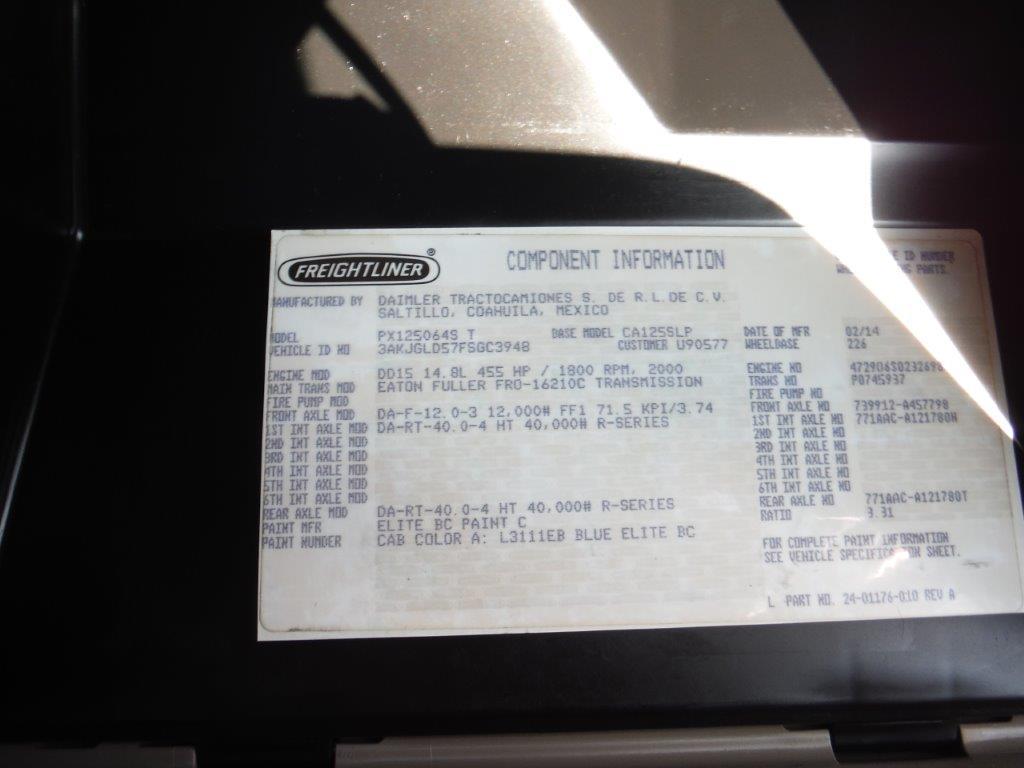 FREIGHTLINER ®
COMPONENT INFORMATION
ID NUMBER
PARTS.
MANUFACTURED BY DAIMLER TRACTOCAMIONES S. DE R.L.DE C.V.
SALTILLO, COAHUILA, MEXICO
MODEL PX125064S T BASE MODEL CA125SLP DATE OF MFR 02/14
VEHICLE ID NO 3AKJGLD57FSGC3948 CUSTOMER U90577 WHEELBASE 226
ENGINE MOD DD15 14.8L 455 HP / 1800 RPM, 2000 ENGINE NO
MAIN TRANS MOD EATON FULLER FRO-16210C TRANSMISSION TRANS NO P0745937
FIRE PUMP MOD FIRE PUMP NO
FRONT AXLE MOD DA-F-12.0-3 12,000# FF1 71.5 KPI/3.74 FRONT AXLE NO 739912-A457798
1ST INT AXLE MOD DA-RT-40.0-4 HT 40,000# R-SERIES 1ST INT AXLE NO 771AAC-A121780N
2ND INT AXLE MOD 2ND INT AXLE NO
3RD INT AXLE MOD 3RD INT AXLE NO
4TH INT AXLE MOD 4TH INT AXLE NO
5TH INT AXLE MOD 5TH INT AXLE NO
6TH INT AXLE MOD 6TH INT AXLE NO
REAR AXLE MOD DA-RT-40.0-4 HT 40,000# R-SERIES REAR AXLE NO 771AAC-A121780T
PAINT MFR ELITE BC PAINT C RATIO 3.31
PAINT NUMBER CAB COLOR A: L3111EB BLUE ELITE BC
FOR COMPLETE PAINT INFORMATION
SEE VEHICLE SPECIFICATION SHEET.
L PART NO. 24-01176-010 REV A